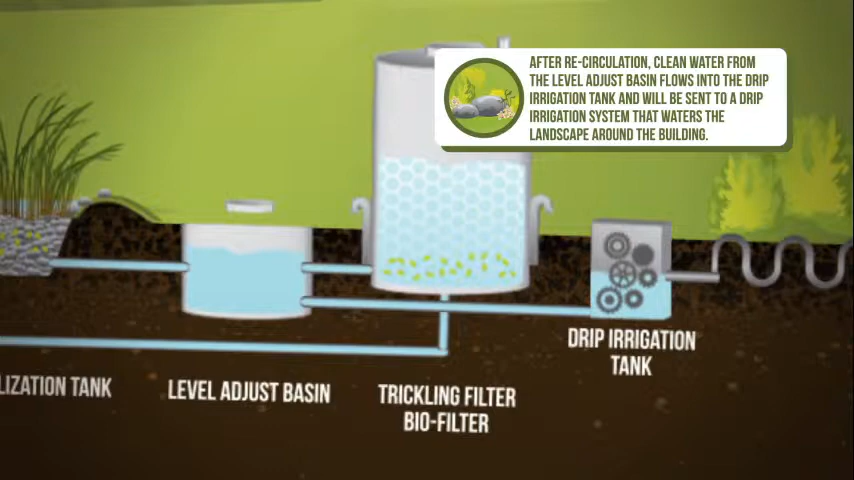 AFTER RE-CIRCULATION, CLEAN WATER FROM
THE LEVEL ADJUST BASIN FLOWS INTO THE DRIP
IRRIGATION TANK AND WILL BE SENT TO A DRIP
IRRIGATION SYSTEM THAT WATERS THE
LANDSCAPE AROUND THE BUILDING.
DRIP IRRIGATION
TANK
LIZATION TANK
LEVEL ADJUST BASIN
TRICKLING FILTER
BIO-FILTER